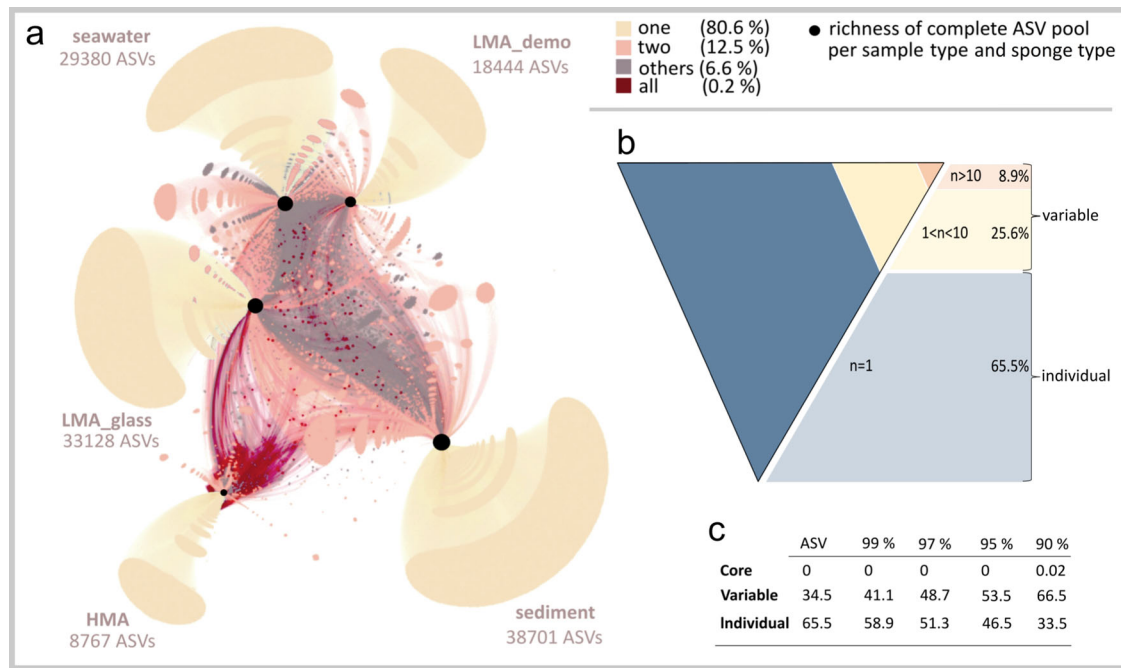 a
seawater
29380 ASVs
LMA_demo
18444 ASVs
LMA_glass
33128 ASVs
HMA
8767 ASVs
sediment
38701 ASVs
one (80.6 %)
two (12.5 %)
others (6.6 %)
all (0.2 %)
richness of complete ASV pool
per sample type and sponge type
b
n>10 8.9%
1<n<10 25.6%
variable
n=1 65.5%
individual
c
ASV 99 % 97 % 95 % 90 %
Core 0 0 0 0 0.02
Variable 34.5 41.1 48.7 53.5 66.5
Individual 65.5 58.9 51.3 46.5 33.5